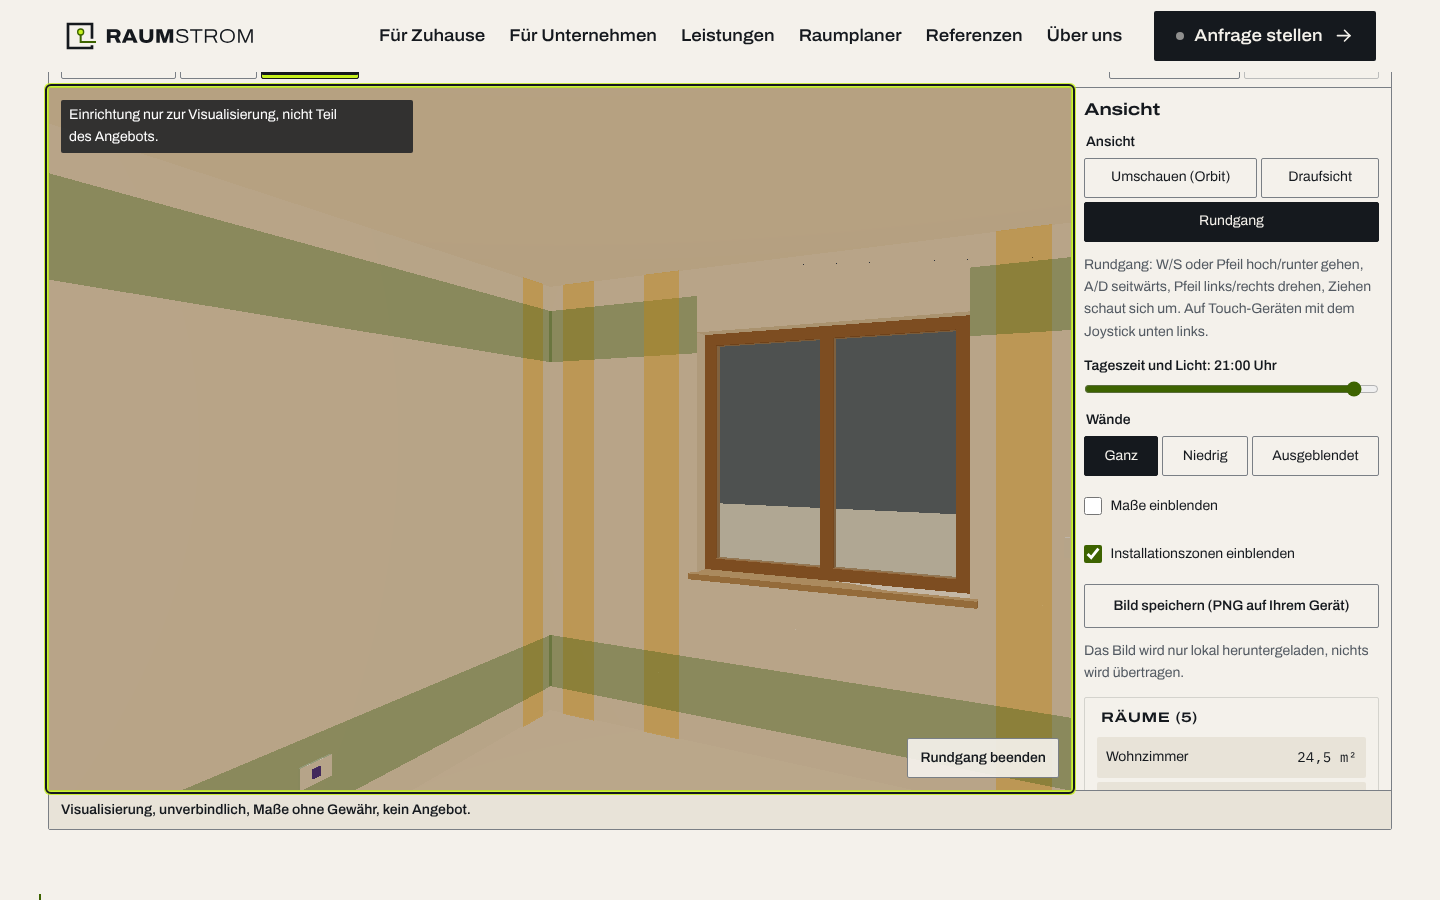 RAUMSTROM
Für Zuhause
Für Unternehmen
Leistungen
Raumplaner
Referenzen
Über uns
Anfrage stellen
Einrichtung nur zur Visualisierung, nicht Teil
des Angebots.
Rundgang beenden
Ansicht
Ansicht
Umschauen (Orbit)
Draufsicht
Rundgang
Rundgang: W/S oder Pfeil hoch/runter gehen,
A/D seitwärts, Pfeil links/rechts drehen, Ziehen
schaut sich um. Auf Touch-Geräten mit dem
Joystick unten links.
Tageszeit und Licht: 21:00 Uhr
Wände
Ganz
Niedrig
Ausgeblendet
Maße einblenden
Installationszonen einblenden
Bild speichern (PNG auf Ihrem Gerät)
Das Bild wird nur lokal heruntergeladen, nichts
wird übertragen.
RÄUME (5)
Wohnzimmer 24,5 m²
Visualisierung, unverbindlich, Maße ohne Gewähr, kein Angebot.